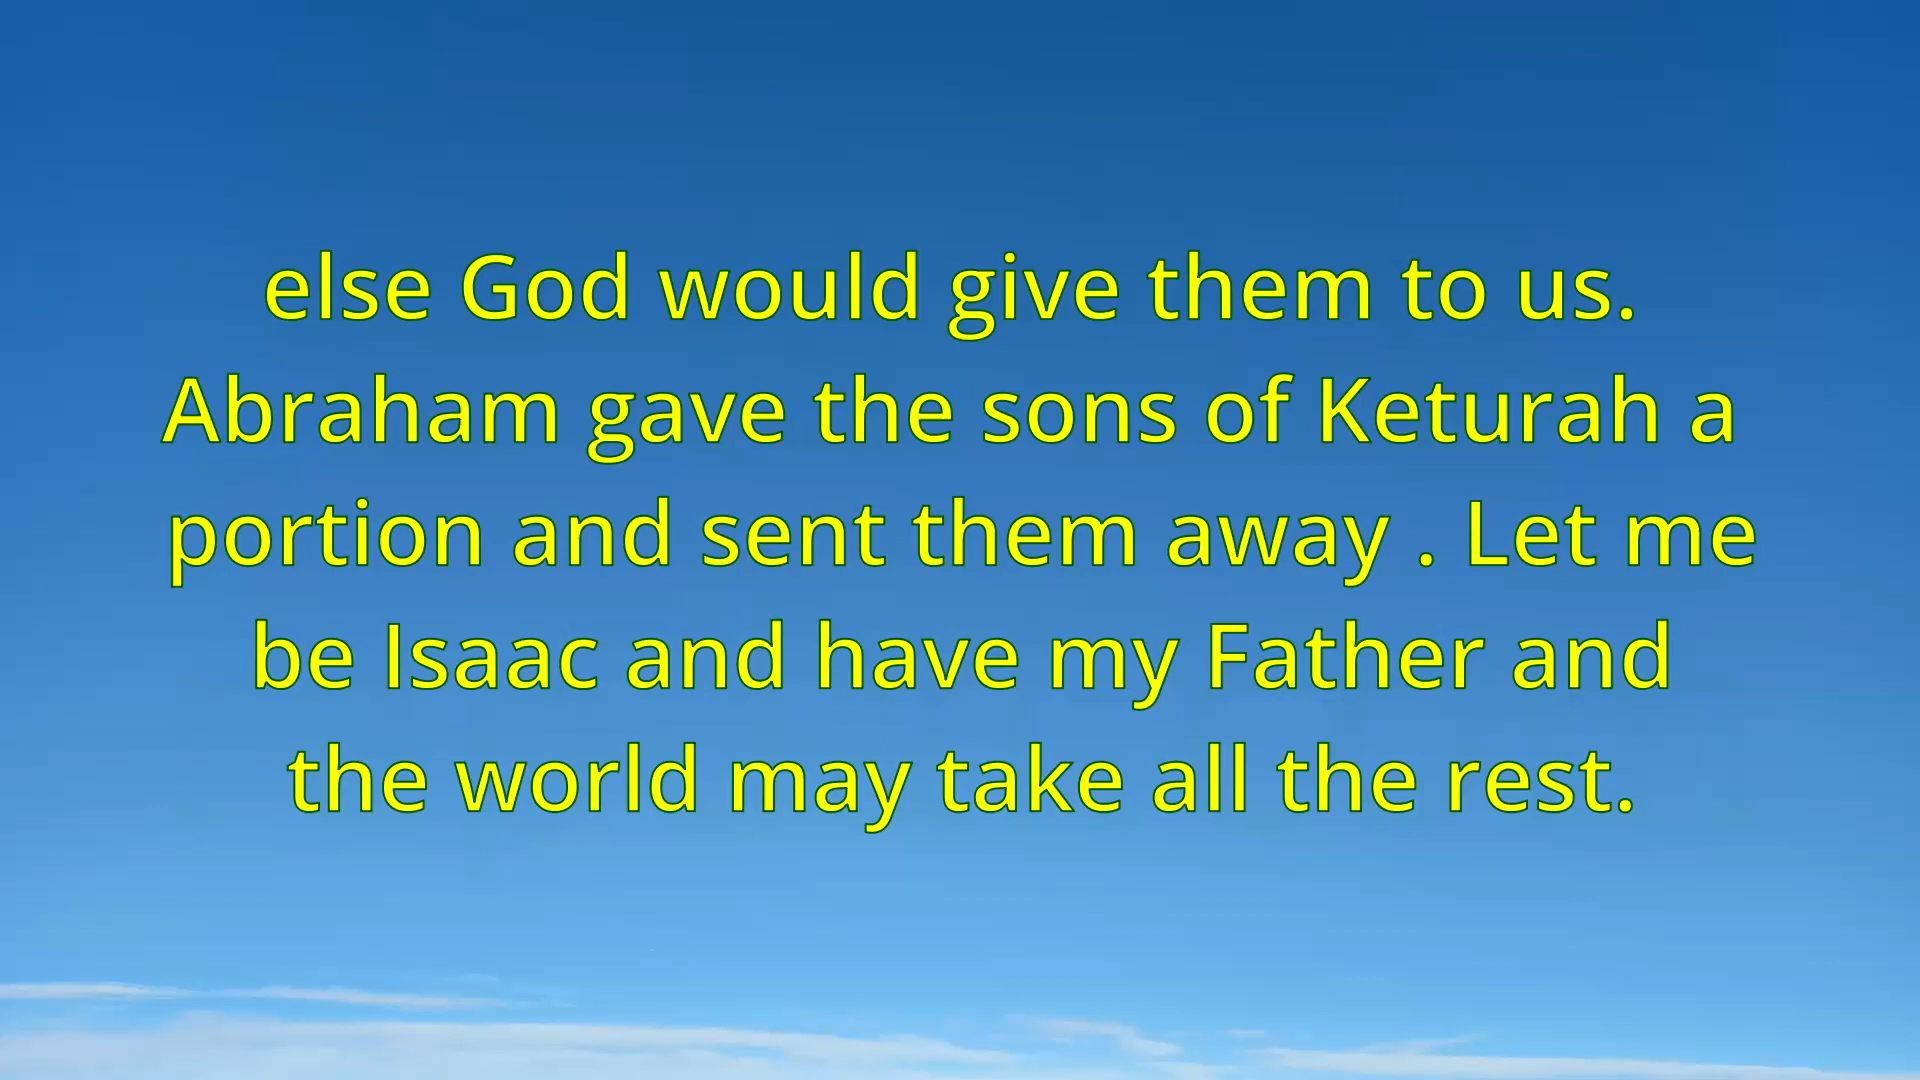 else God would give them to us.
Abraham gave the sons of Keturah a
portion and sent them away . Let me
be Isaac and have my Father and
the world may take all the rest.